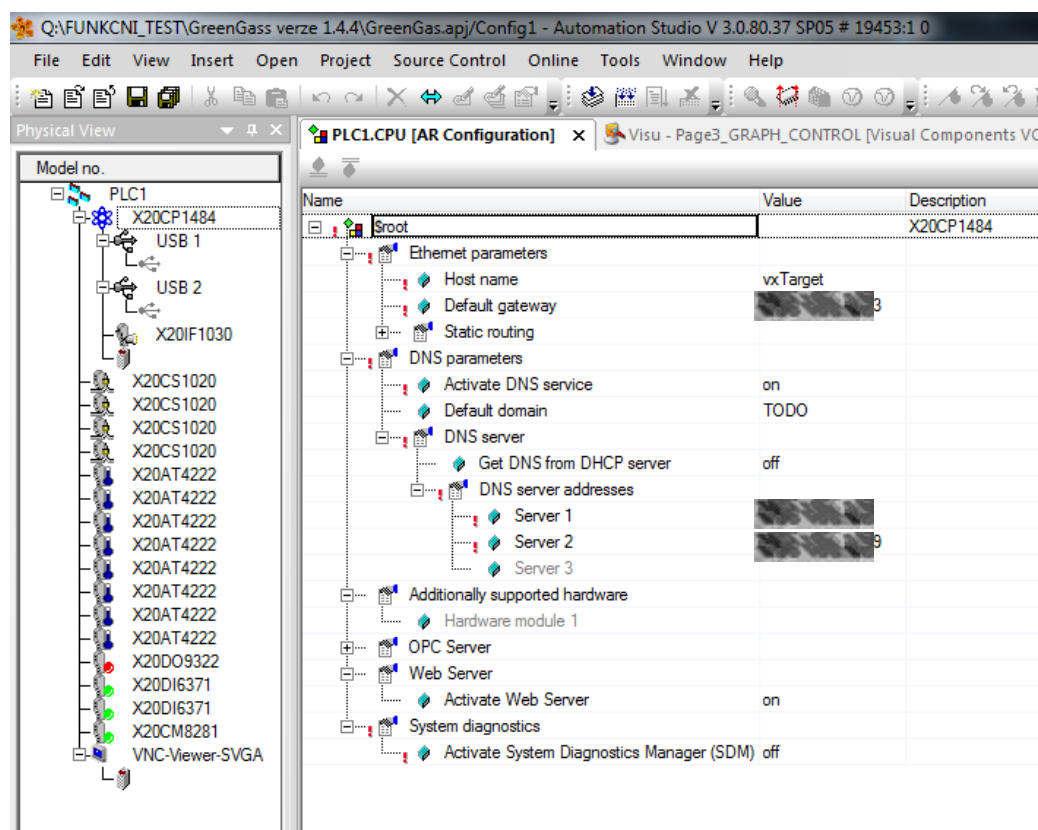 Q:\FUNKCNI_TEST\GreenGass verze 1.4.4\GreenGas.apj/Config1 - Automation Studio V 3.0.80.37 SP05 # 19453:1 0
File Edit View Insert Open Project Source Control Online Tools Window Help
Physical View
PLC1.CPU [AR Configuration] Visu - Page3_GRAPH_CONTROL [Visual Components VC
Model no.
PLC1
X20CP1484
USB 1
USB 2
X20IF1030
X20CS1020
X20CS1020
X20CS1020
X20CS1020
X20AT4222
X20AT4222
X20AT4222
X20AT4222
X20AT4222
X20AT4222
X20AT4222
X20AT4222
X20DO9322
X20DI6371
X20DI6371
X20CM8281
VNC-Viewer-SVGA
Name Value Description
$root X20CP1484
Ethernet parameters
Host name vxTarget
Default gateway 3
Static routing
DNS parameters
Activate DNS service on
Default domain TODO
DNS server
Get DNS from DHCP server off
DNS server addresses
Server 1
Server 2 9
Server 3
Additionally supported hardware
Hardware module 1
OPC Server
Web Server
Activate Web Server on
System diagnostics
Activate System Diagnostics Manager (SDM) off